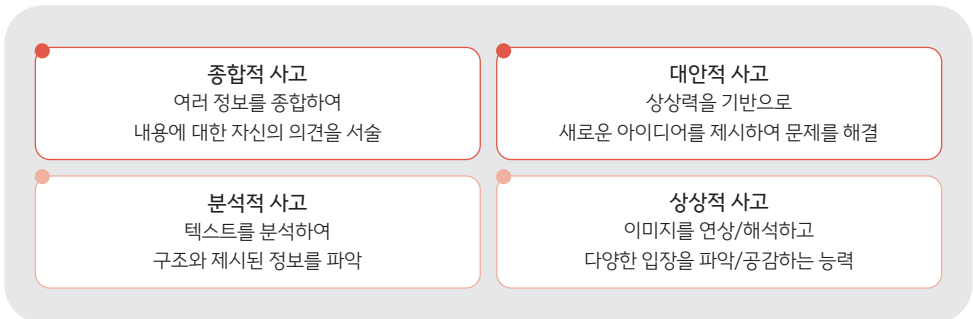 종합적 사고
여러 정보를 종합하여
내용에 대한 자신의 의견을 서술
대안적 사고
상상력을 기반으로
새로운 아이디어를 제시하여 문제를 해결
분석적 사고
텍스트를 분석하여
구조와 제시된 정보를 파악
상상적 사고
이미지를 연상/해석하고
다양한 입장을 파악/공감하는 능력